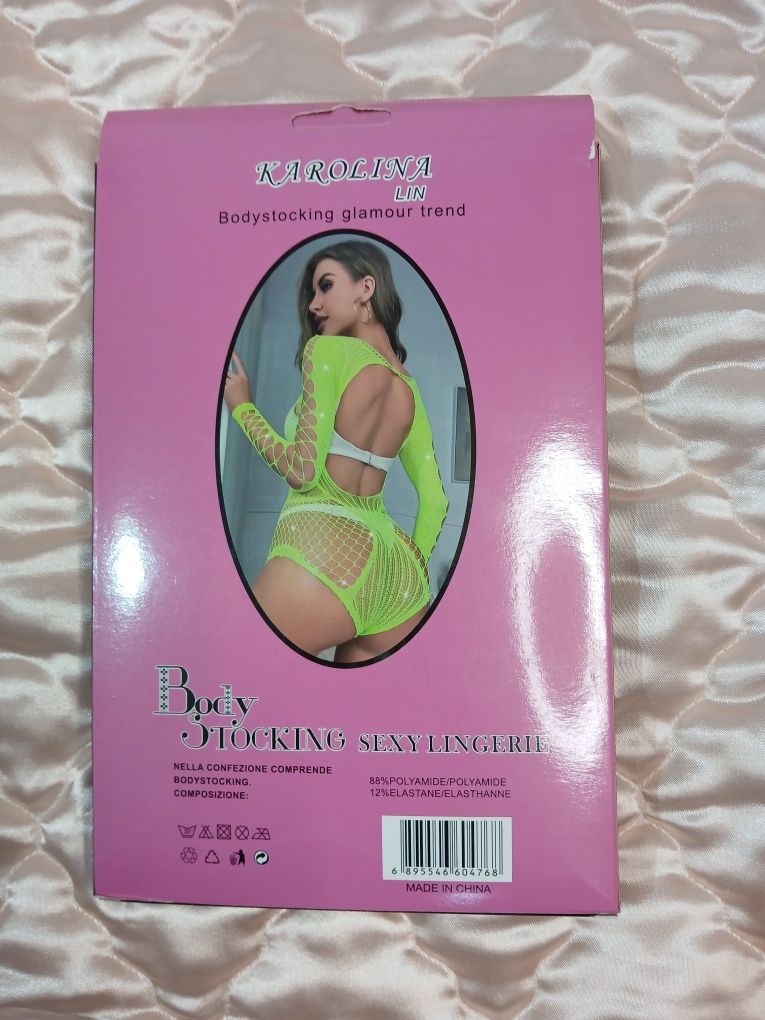 KAROLINA
LIN
Bodystocking glamour trend
Body
STOCKING SEXY LINGERIE
NELLA CONFEZIONE COMPRENDE
BODYSTOCKING.
COMPOSIZIONE:
88%POLYAMIDE/POLYAMIDE
12%ELASTANE/ELASTHANNE
6 895546 604768
MADE IN CHINA